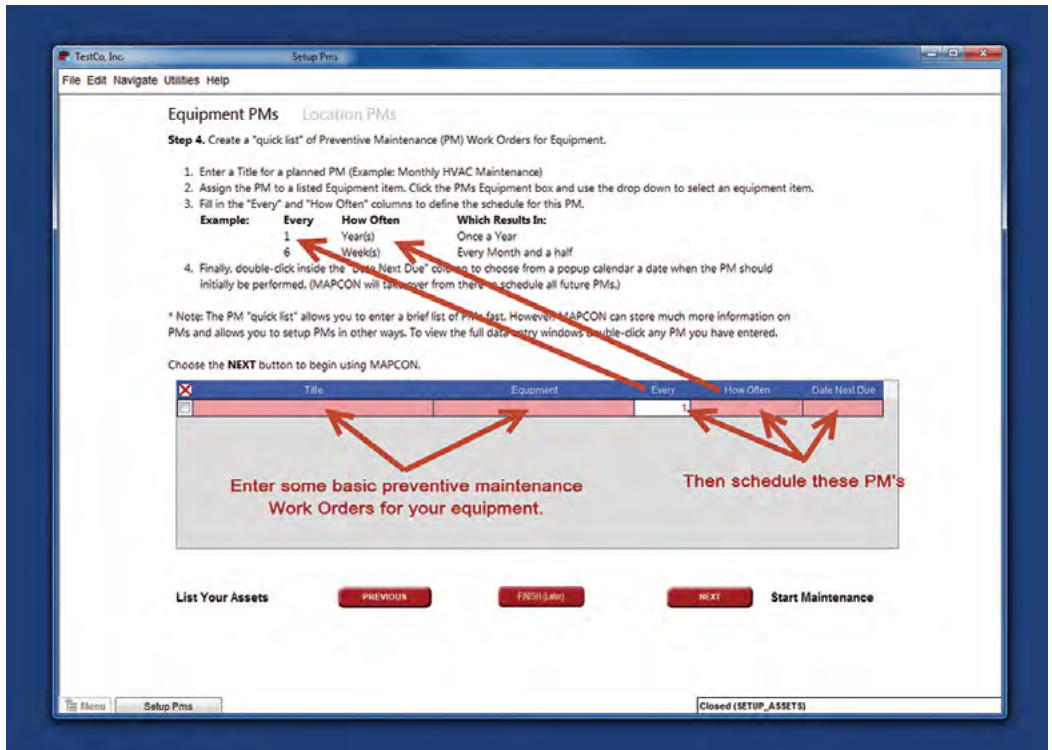 TestCo, Inc. Setup Pms
File Edit Navigate Utilities Help
Equipment PMs Location PMs
Step 4. Create a "quick list" of Preventive Maintenance (PM) Work Orders for Equipment.
1. Enter a Title for a planned PM (Example: Monthly HVAC Maintenance)
2. Assign the PM to a listed Equipment item. Click the PMs Equipment box and use the drop down to select an equipment item.
3. Fill in the "Every" and "How Often" columns to define the schedule for this PM.
Example: Every How Often Which Results In:
1 Year(s) Once a Year
6 Week(s) Every Month and a half
4. Finally, double-click inside the "Date Next Due" column to choose from a popup calendar a date when the PM should
initially be performed. (MAPCON will take over from there to schedule all future PMs.)
* Note: The PM "quick list" allows you to enter a brief list of PMs fast. However, MAPCON can store much more information on
PMs and allows you to setup PMs in other ways. To view the full data entry windows double-click any PM you have entered.
Choose the NEXT button to begin using MAPCON.
Title Equpment Every How Often Date Next Due
1
Enter some basic preventive maintenance
Work Orders for your equipment.
Then schedule these PM's
List Your Assets PREVIOUS FINISH (Later) NEXT Start Maintenance
Menu Setup Pms Closed (SETUP_ASSETS)